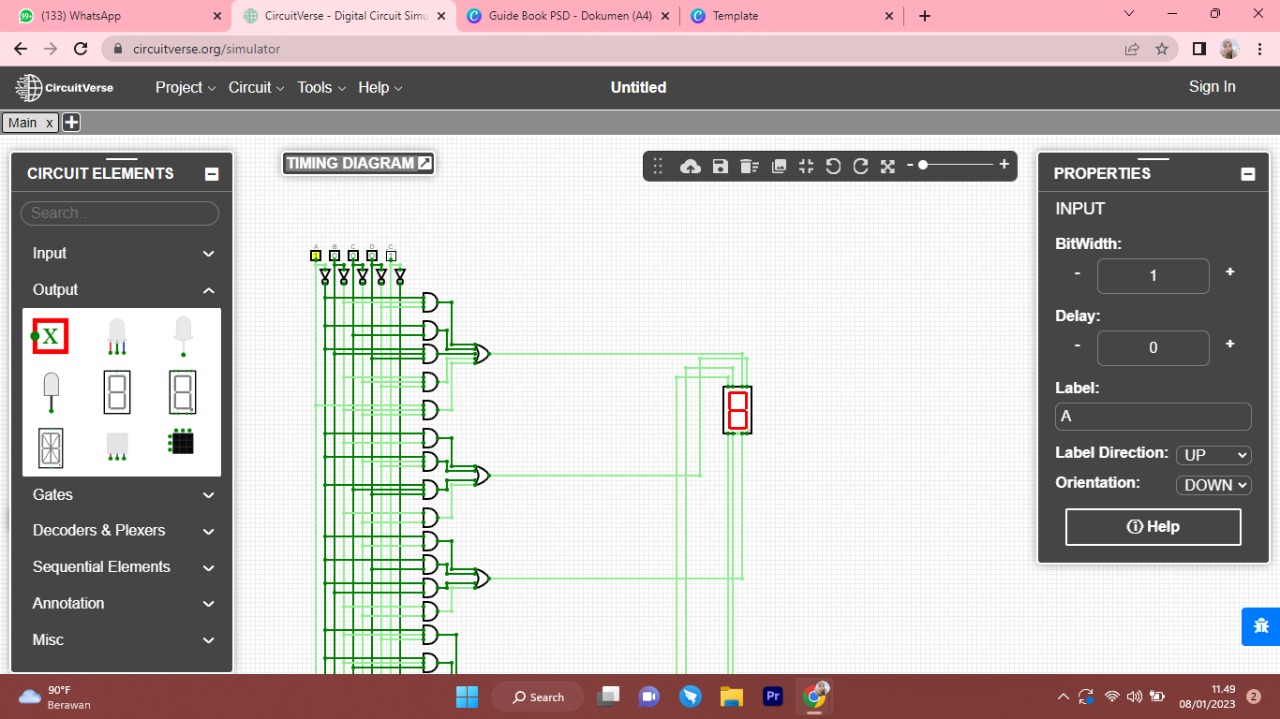 (133) WhatsApp
CircuitVerse - Digital Circuit Simu
Guide Book PSD - Dokumen (A4)
Template
circuitverse.org/simulator
CircuitVerse
Project
Circuit
Tools
Help
Untitled
Sign In
Main x
CIRCUIT ELEMENTS
Search..
Input
Output
X
Gates
Decoders & Plexers
Sequential Elements
Annotation
Misc
TIMING DIAGRAM
A B C D C
PROPERTIES
INPUT
BitWidth:
- 1 +
Delay:
- 0 +
Label:
A
Label Direction: UP
Orientation: DOWN
Help
90°F
Berawan
Search
Pr
11.49
08/01/2023
2